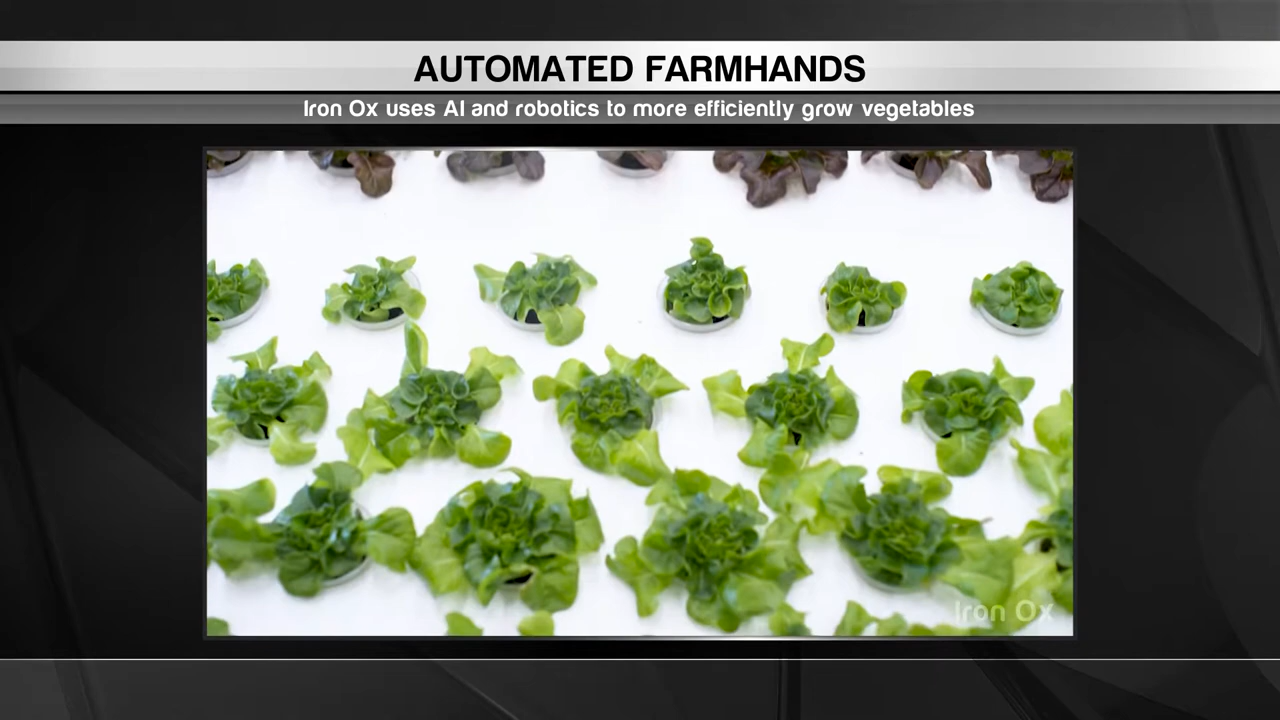 AUTOMATED FARMHANDS
Iron Ox uses AI and robotics to more efficiently grow vegetables
Iron Ox